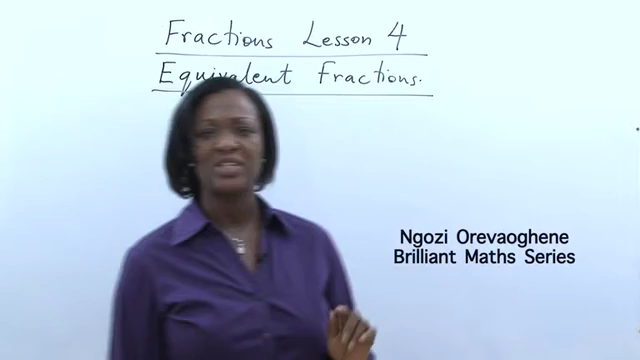 Fractions Lesson 4
Equivalent Fractions.
Ngozi Orevaoghene
Brilliant Maths Series